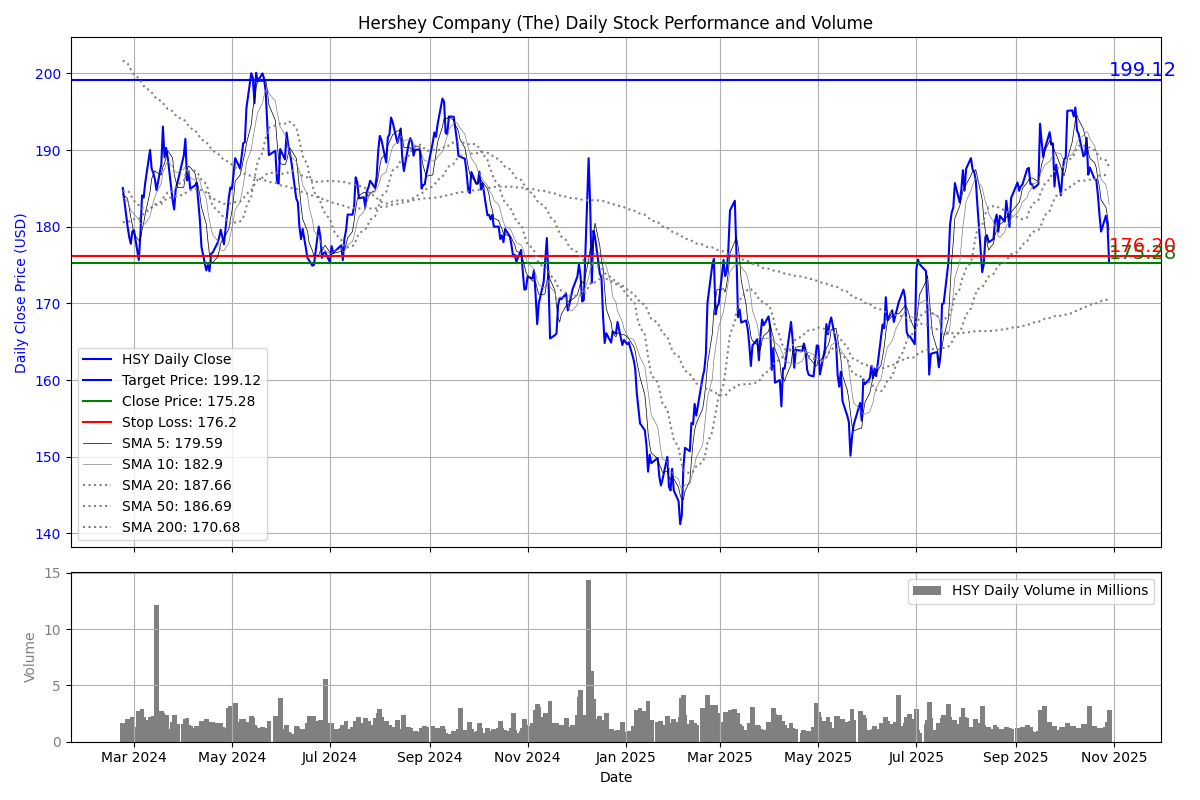 Hershey Company (The) Daily Stock Performance and Volume
Daily Close Price (USD)
200
190
180
170
160
150
140
199.12
176.20
175.28
HSY Daily Close
Target Price: 199.12
Close Price: 175.28
Stop Loss: 176.2
SMA 5: 179.59
SMA 10: 182.9
SMA 20: 187.66
SMA 50: 186.69
SMA 200: 170.68
Volume
15
10
5
0
HSY Daily Volume in Millions
Mar 2024 May 2024 Jul 2024 Sep 2024 Nov 2024 Jan 2025 Mar 2025 May 2025 Jul 2025 Sep 2025 Nov 2025
Date